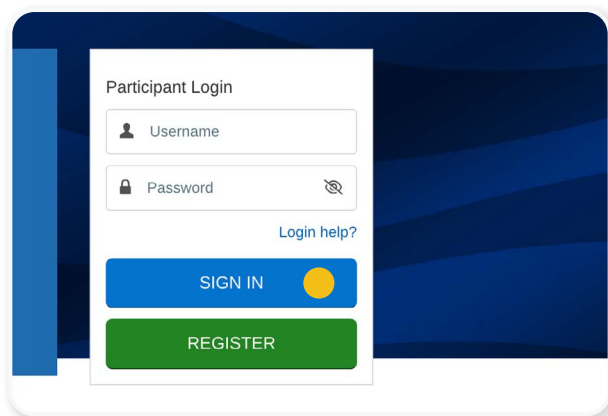 Participant Login
Username
Password
Login help?
SIGN IN
REGISTER